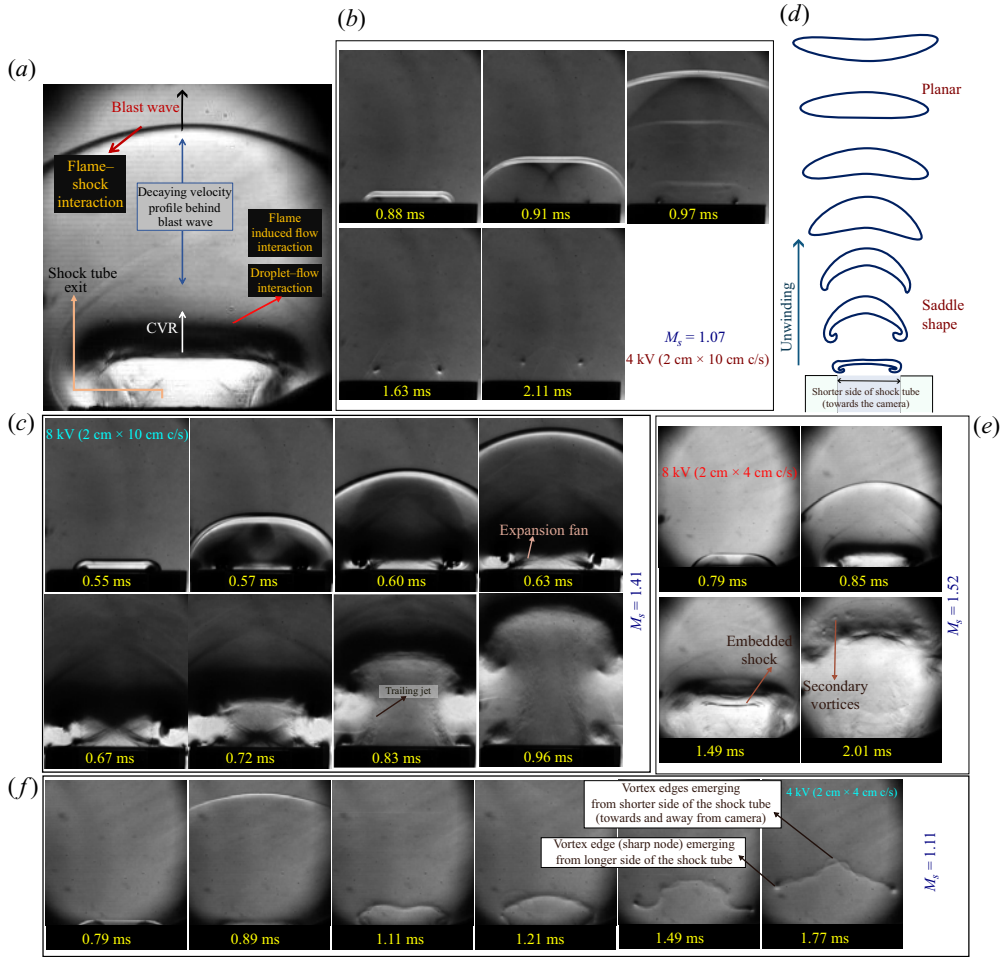 (a)
Blast wave
Flame–
shock
interaction
Decaying velocity
profile behind
blast wave
Flame
induced flow
interaction
Shock tube
exit
Droplet–flow
interaction
CVR
(b)
0.88 ms
0.91 ms
0.97 ms
1.63 ms
2.11 ms
Ms = 1.07
4 kV (2 cm × 10 cm c/s)
(d)
Planar
Saddle
shape
Unwinding
Shorter side of shock tube
(towards the camera)
(c)
8 kV (2 cm × 10 cm c/s)
0.55 ms
0.57 ms
0.60 ms
Expansion fan
0.63 ms
0.67 ms
0.72 ms
Trailing jet
0.83 ms
0.96 ms
Ms = 1.41
(e)
8 kV (2 cm × 4 cm c/s)
0.79 ms
0.85 ms
Embedded
shock
Secondary
vortices
1.49 ms
2.01 ms
Ms = 1.52
(f)
Vortex edges emerging
from shorter side of the shock tube
(towards and away from camera)
4 kV (2 cm × 4 cm c/s)
Vortex edge (sharp node) emerging
from longer side of the shock tube
0.79 ms
0.89 ms
1.11 ms
1.21 ms
1.49 ms
1.77 ms
Ms = 1.11